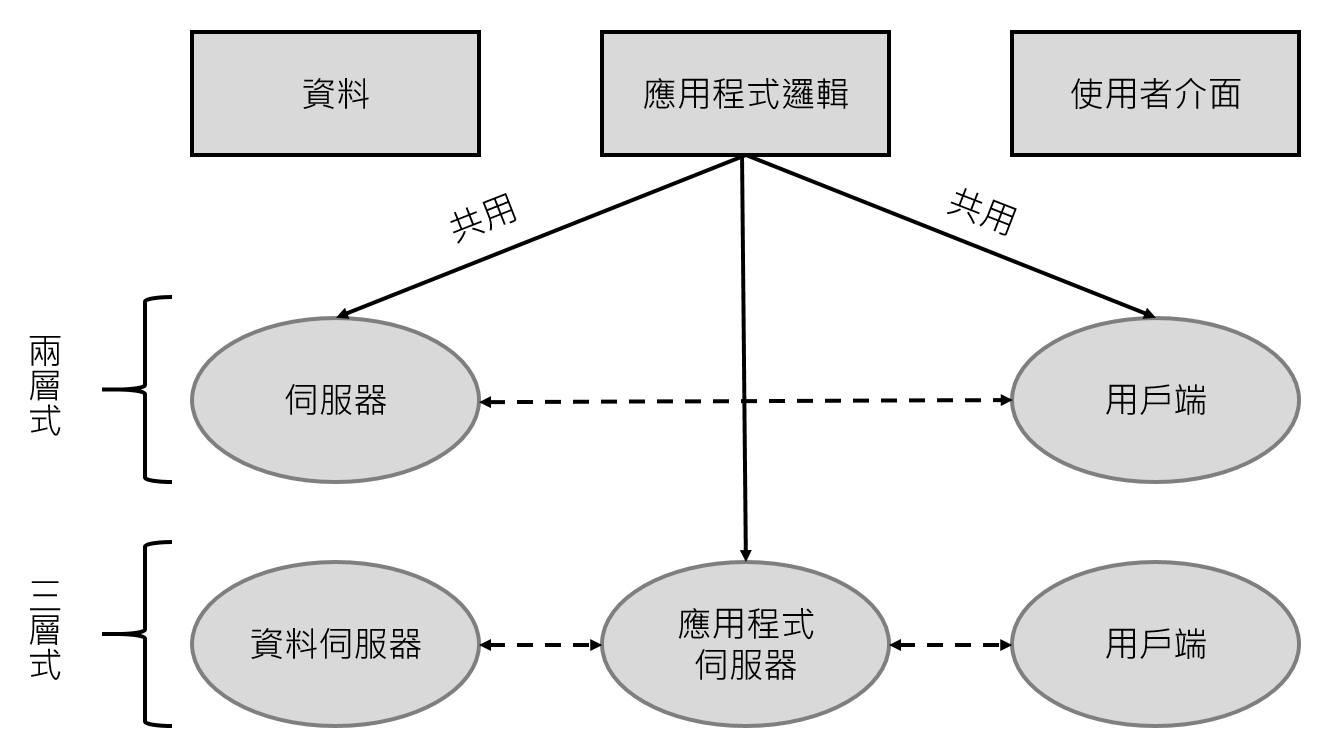 資料
應用程式邏輯
使用者介面
共用
共用
兩層式
伺服器
用戶端
三層式
資料伺服器
應用程式
伺服器
用戶端